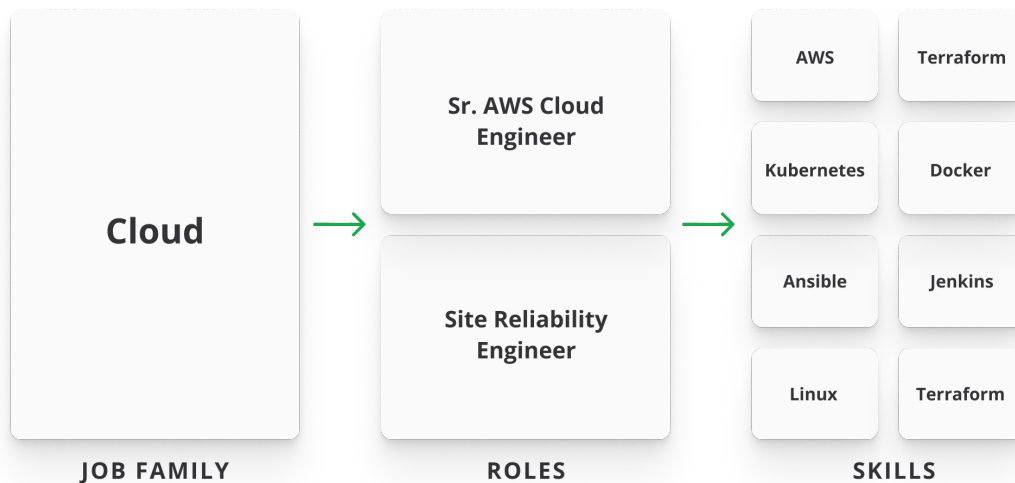 Cloud
JOB FAMILY
Sr. AWS Cloud
Engineer
Site Reliability
Engineer
ROLES
AWS
Terraform
Kubernetes
Docker
Ansible
Jenkins
Linux
Terraform
SKILLS